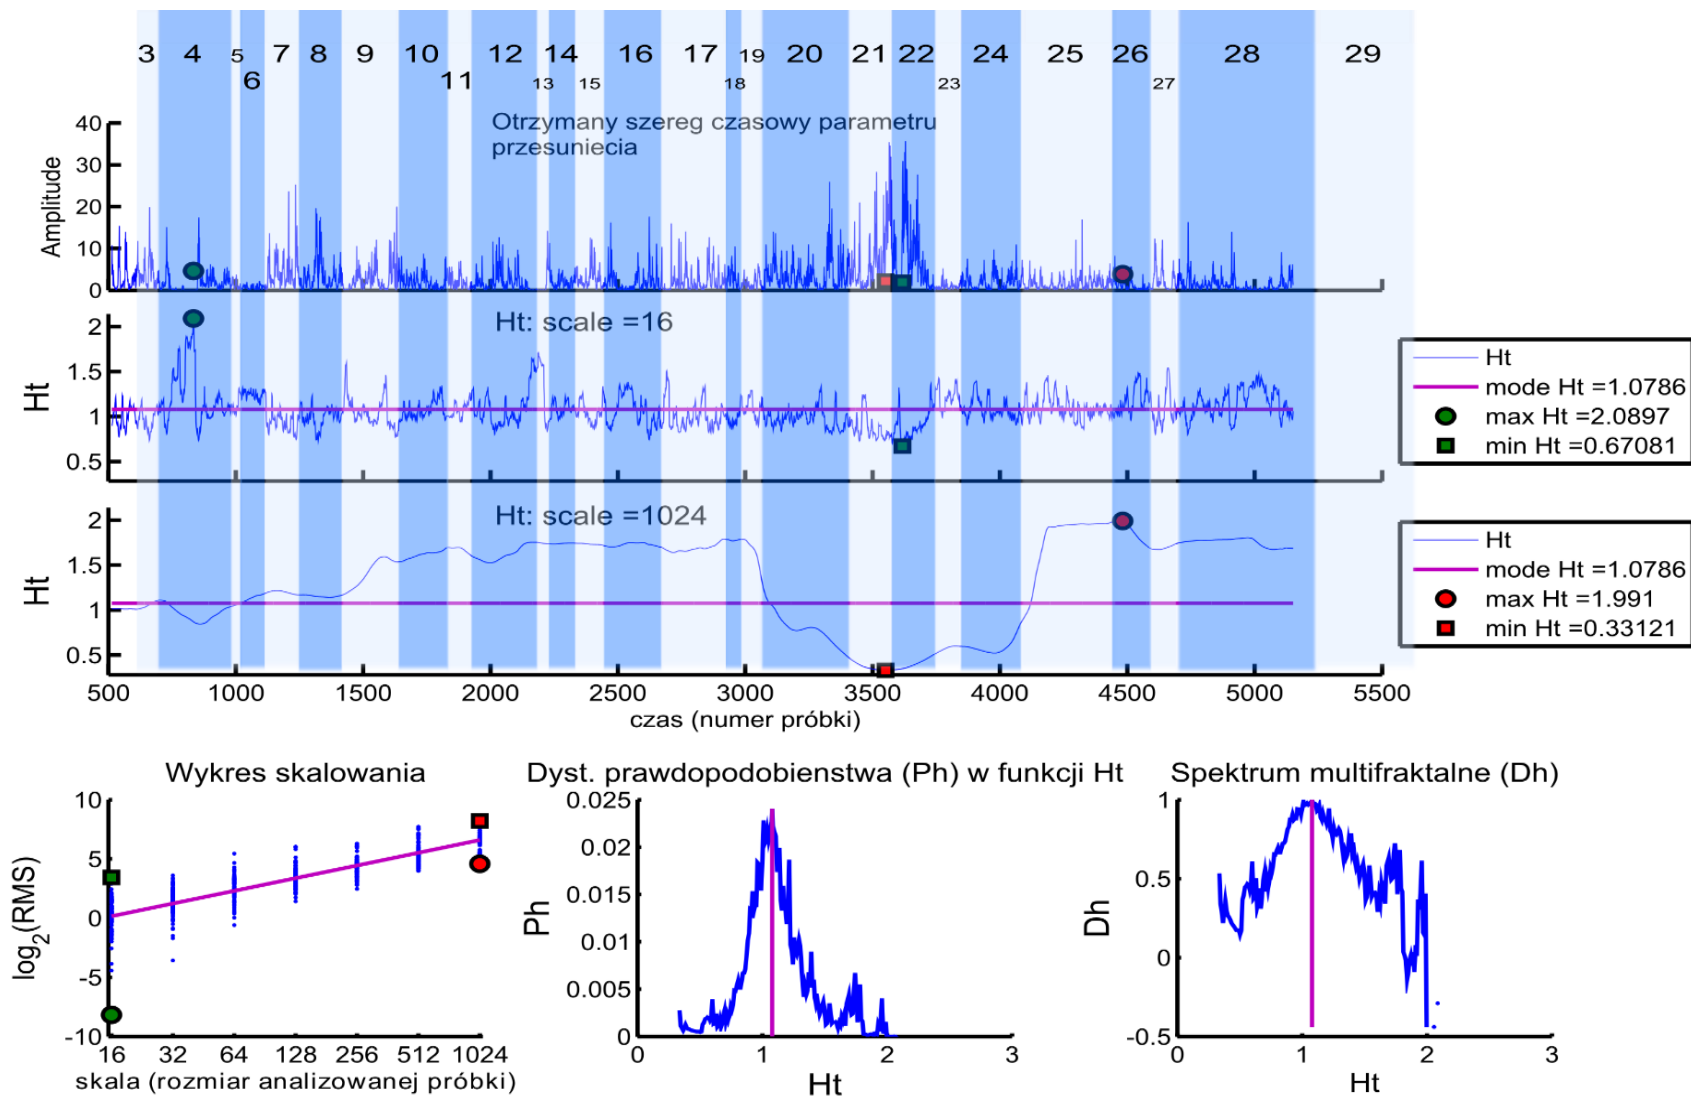 3 4 5 6 7 8 9 10 11 12 13 14 15 16 17 18 19 20 21 22 23 24 25 26 27 28 29
Otrzymany szereg czasowy parametru
przesuniecia
Amplitude
40
30
20
10
0
Ht: scale =16
Ht
2
1.5
1
0.5
Ht
mode Ht =1.0786
max Ht =2.0897
min Ht =0.67081
Ht: scale =1024
Ht
2
1.5
1
0.5
Ht
mode Ht =1.0786
max Ht =1.991
min Ht =0.33121
500 1000 1500 2000 2500 3000 3500 4000 4500 5000 5500
czas (numer próbki)
Wykres skalowania
log2(RMS)
10
5
0
-5
-10
16 32 64 128 256 512 1024
skala (rozmiar analizowanej próbki)
Dyst. prawdopodobienstwa (Ph) w funkcji Ht
Ph
0.025
0.02
0.015
0.01
0.005
0
0 1 2 3
Ht
Spektrum multifraktalne (Dh)
Dh
1
0.5
0
-0.5
0 1 2 3
Ht